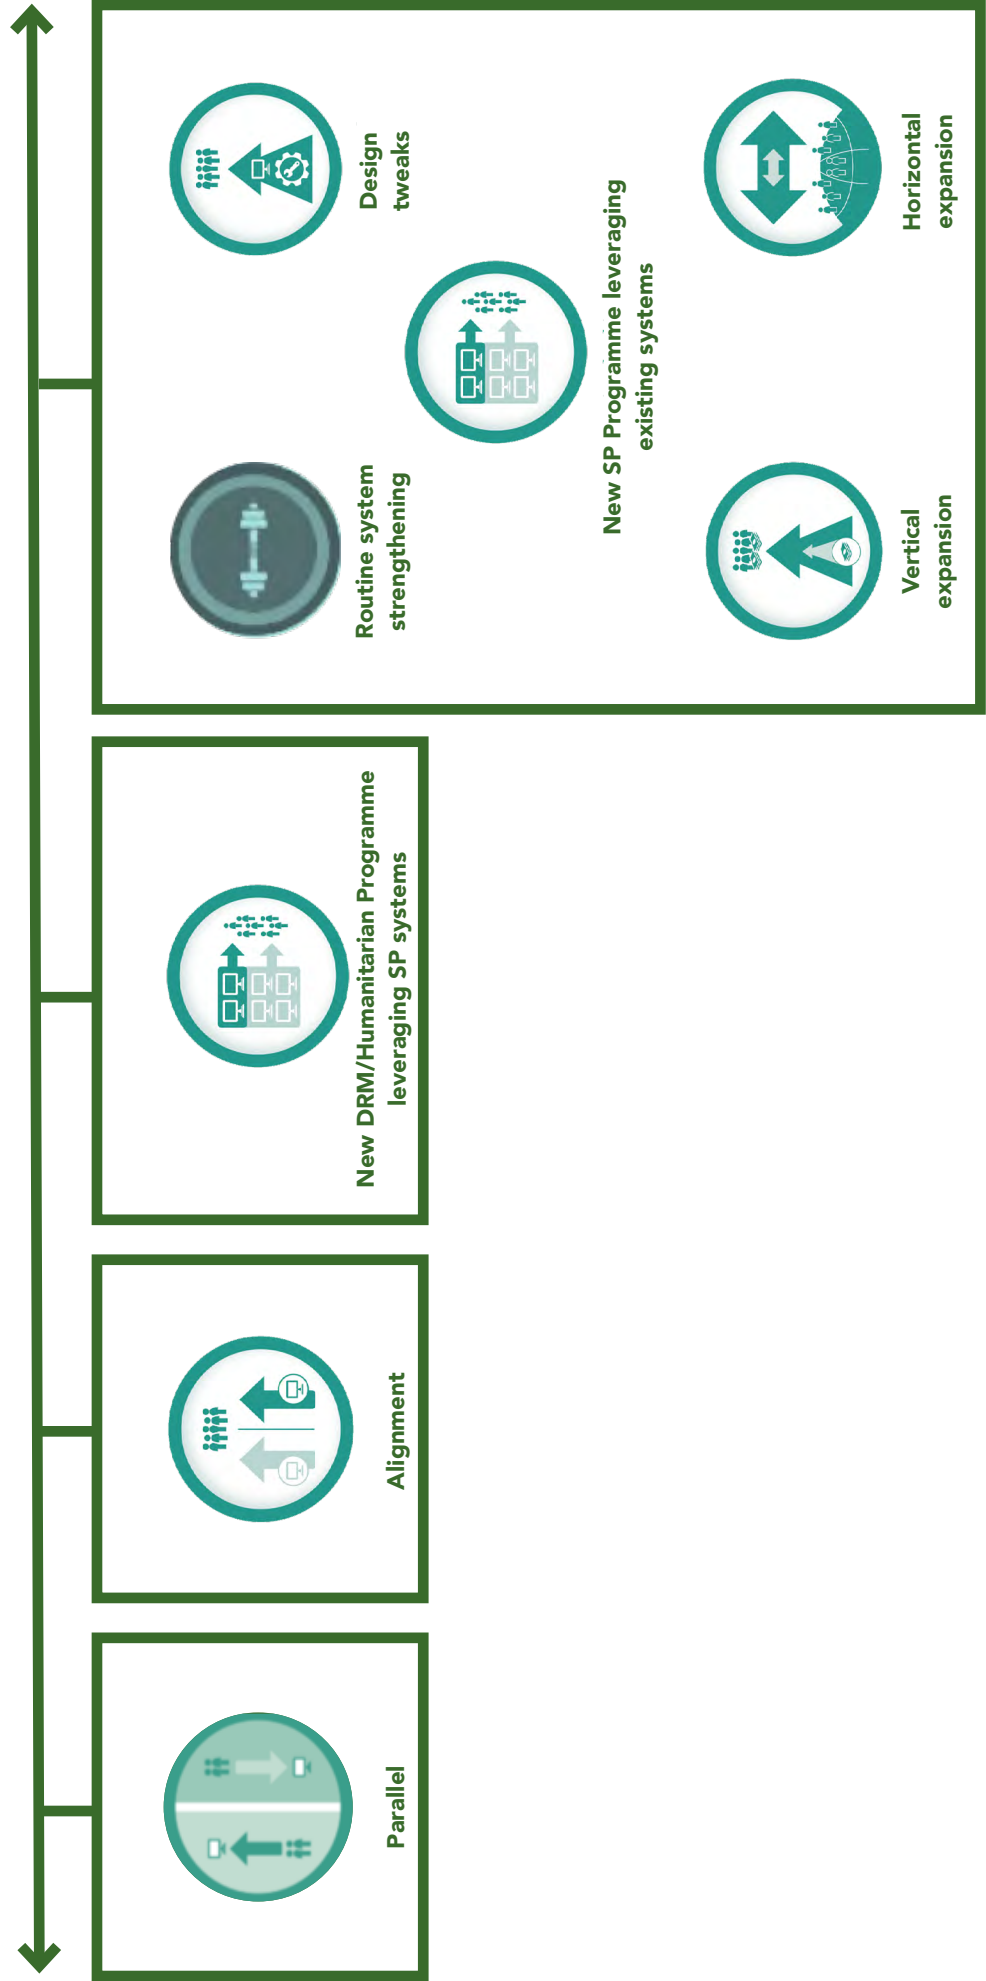 Parallel
Alignment
New DRM/Humanitarian Programme
leveraging SP systems
Routine system
strengthening
Design
tweaks
New SP Programme leveraging
existing systems
Vertical
expansion
Horizontal
expansion